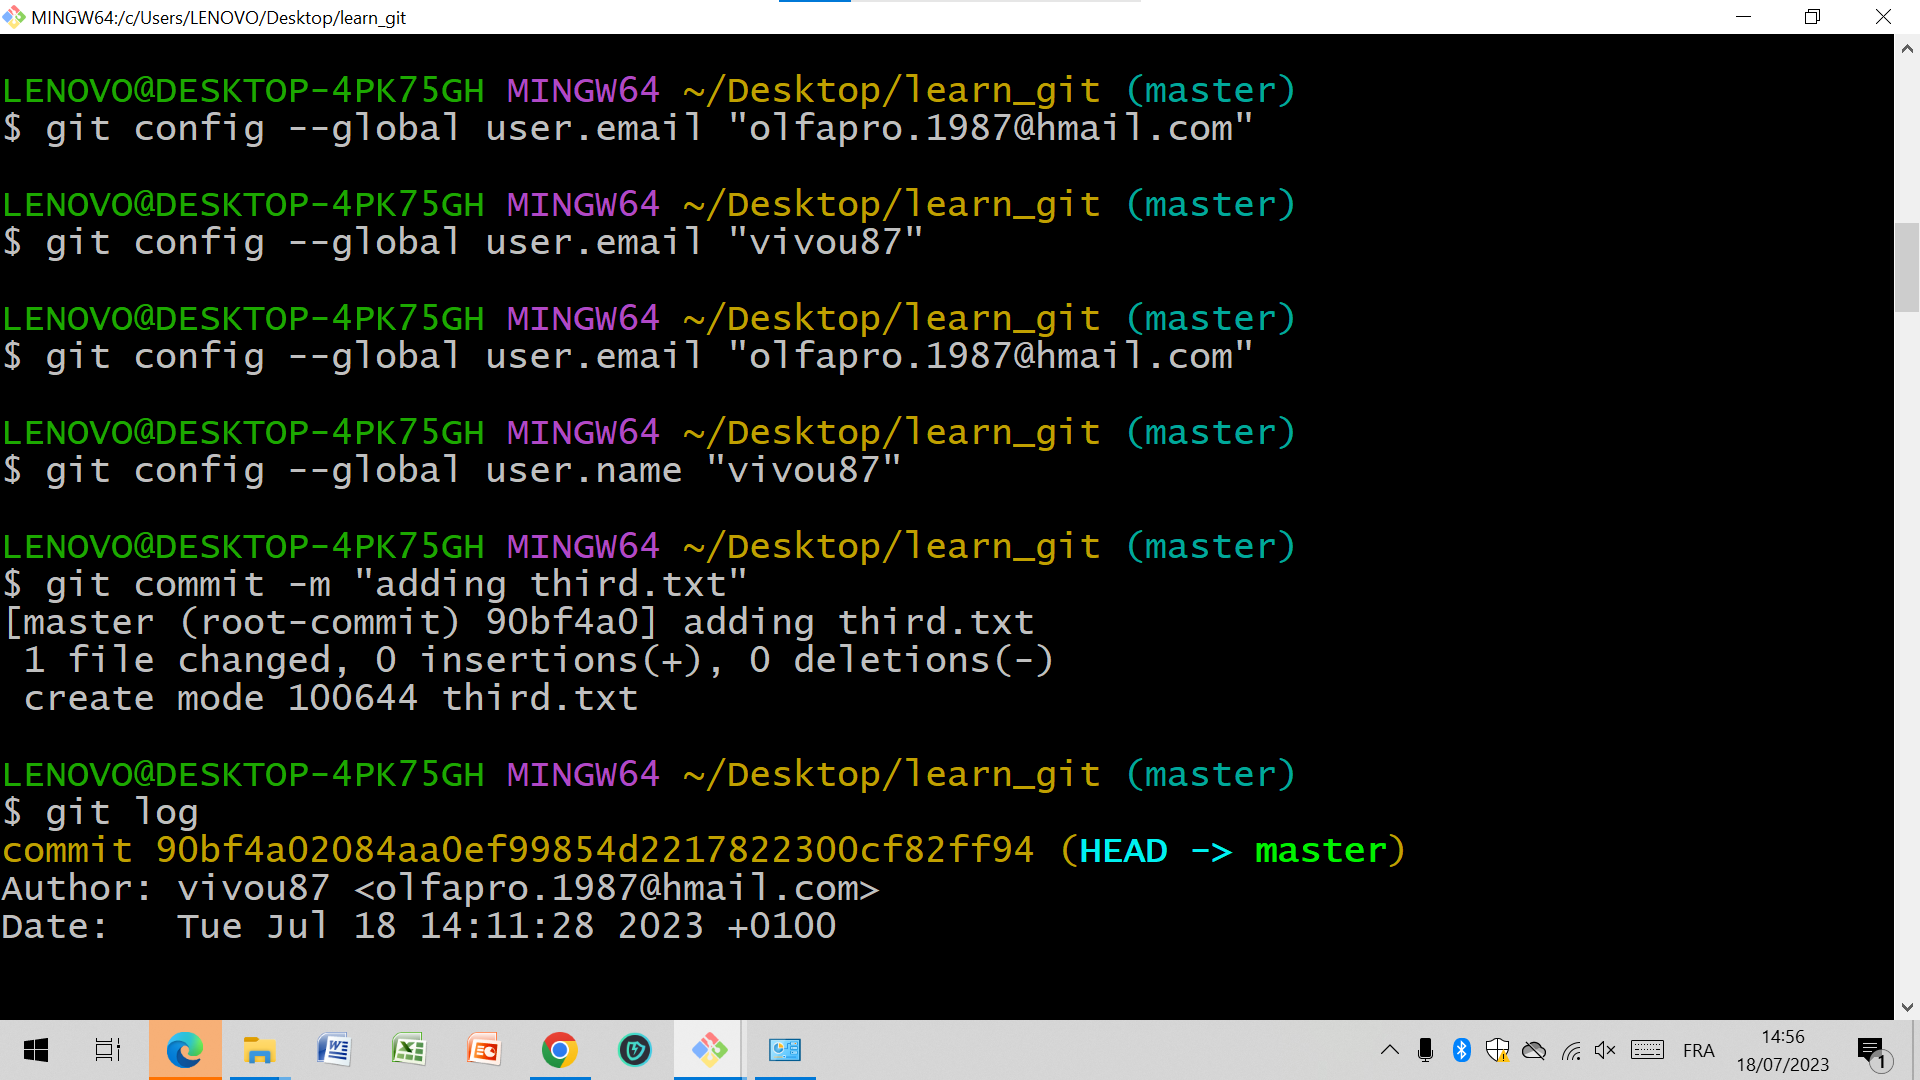 MINGW64:/c/Users/LENOVO/Desktop/learn_git
LENOVO@DESKTOP-4PK75GH MINGW64 ~/Desktop/learn_git (master)
$ git config --global user.email "olfapro.1987@hmail.com"
LENOVO@DESKTOP-4PK75GH MINGW64 ~/Desktop/learn_git (master)
$ git config --global user.email "vivou87"
LENOVO@DESKTOP-4PK75GH MINGW64 ~/Desktop/learn_git (master)
$ git config --global user.email "olfapro.1987@hmail.com"
LENOVO@DESKTOP-4PK75GH MINGW64 ~/Desktop/learn_git (master)
$ git config --global user.name "vivou87"
LENOVO@DESKTOP-4PK75GH MINGW64 ~/Desktop/learn_git (master)
$ git commit -m "adding third.txt"
[master (root-commit) 90bf4a0] adding third.txt
 1 file changed, 0 insertions(+), 0 deletions(-)
 create mode 100644 third.txt
LENOVO@DESKTOP-4PK75GH MINGW64 ~/Desktop/learn_git (master)
$ git log
commit 90bf4a02084aa0ef99854d2217822300cf82ff94 (HEAD -> master)
Author: vivou87 <olfapro.1987@hmail.com>
Date:   Tue Jul 18 14:11:28 2023 +0100
FRA
14:56
18/07/2023
1